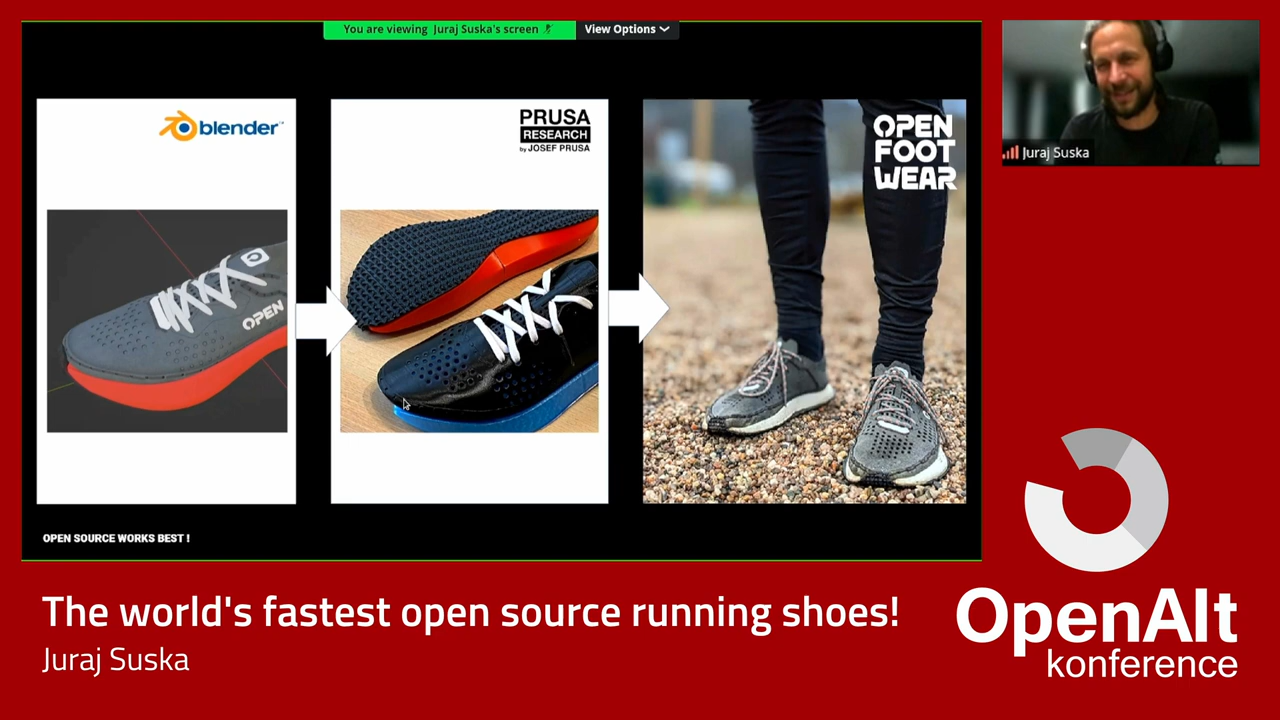 You are viewing Juraj Suska's screen
View Options
blender
OPEN
PRUSA
RESEARCH
by JOSEF PRUSA
OPEN
FOOT
WEAR
OPEN SOURCE WORKS BEST !
Juraj Suska
The world's fastest open source running shoes!
Juraj Suska
OpenAlt
konference